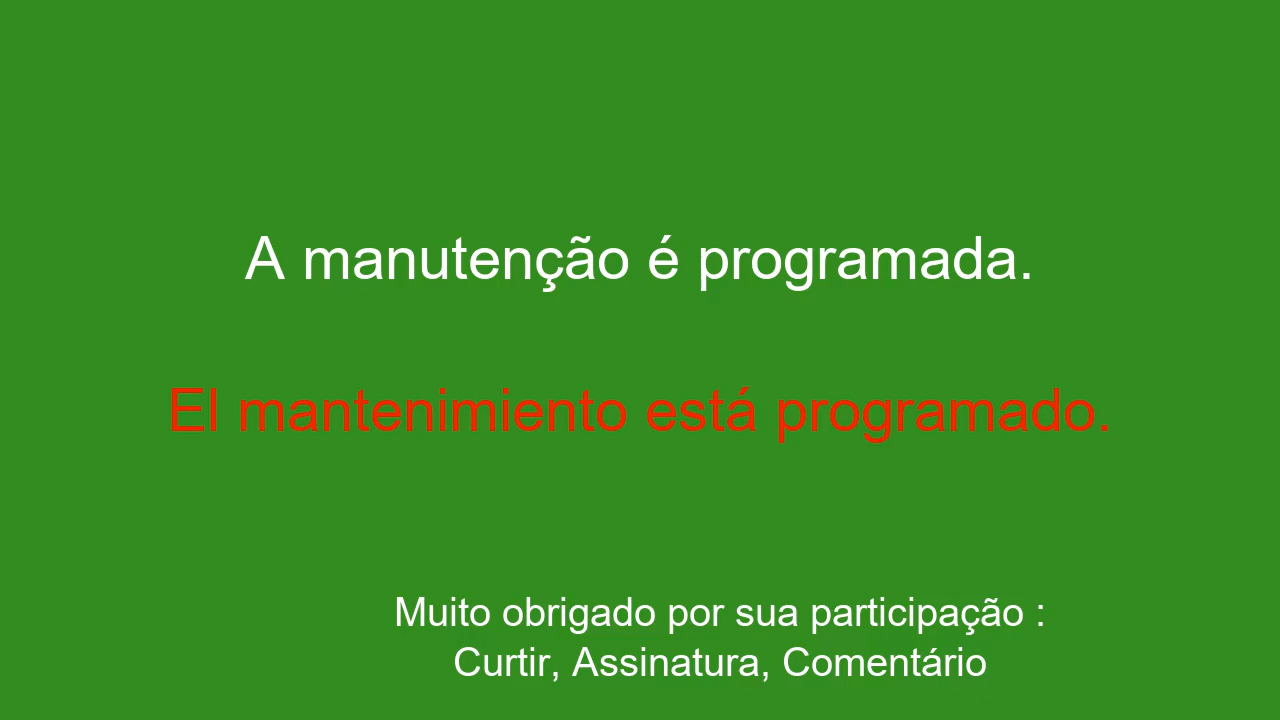 A manutenção é programada.
El mantenimiento está programado.
Muito obrigado por sua participação :
Curtir, Assinatura, Comentário